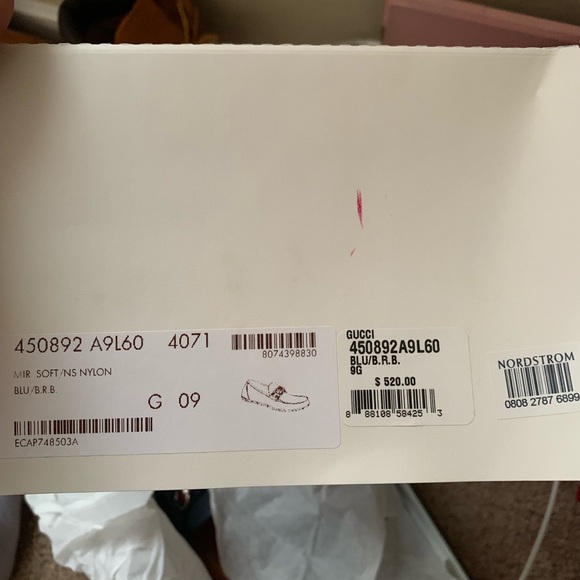 450892 A9L60 4071
8074398830
MIR. SOFT/NS NYLON
BLU/B.R.B.
G 09
ECAP748503A
GUCCI
450892A9L60
BLU/B.R.B.
9G
$ 520.00
8 88108 58425 3
NORDSTROM
0808 2787 6899